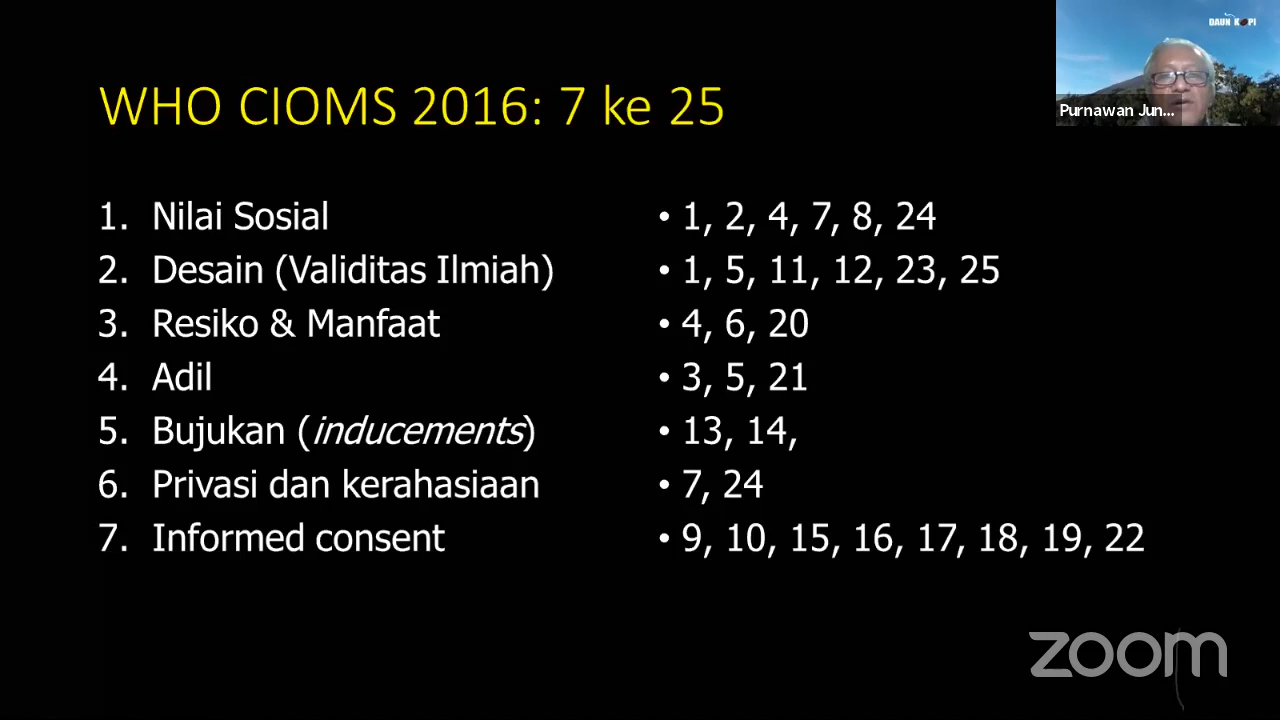 DAUN KOPI
Purnawan Jun...
WHO CIOMS 2016: 7 ke 25
1. Nilai Sosial
2. Desain (Validitas Ilmiah)
3. Resiko & Manfaat
4. Adil
5. Bujukan (inducements)
6. Privasi dan kerahasiaan
7. Informed consent
• 1, 2, 4, 7, 8, 24
• 1, 5, 11, 12, 23, 25
• 4, 6, 20
• 3, 5, 21
• 13, 14,
• 7, 24
• 9, 10, 15, 16, 17, 18, 19, 22
zoom